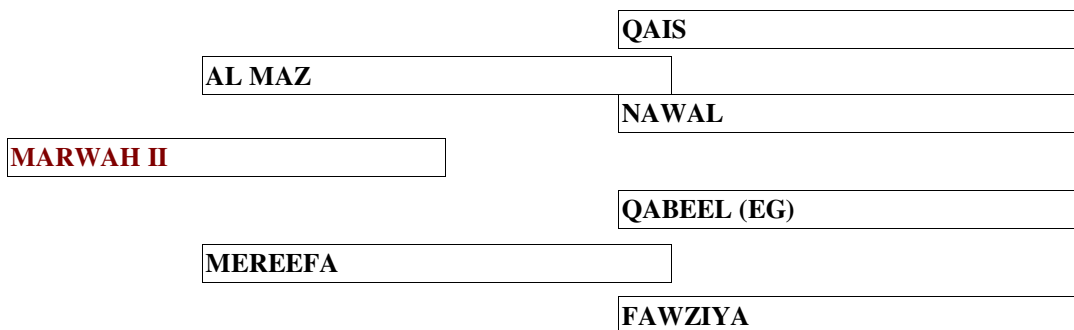 QAIS
AL MAZ
NAWAL
MARWAH II
QABEEL (EG)
MEREEFA
FAWZIYA